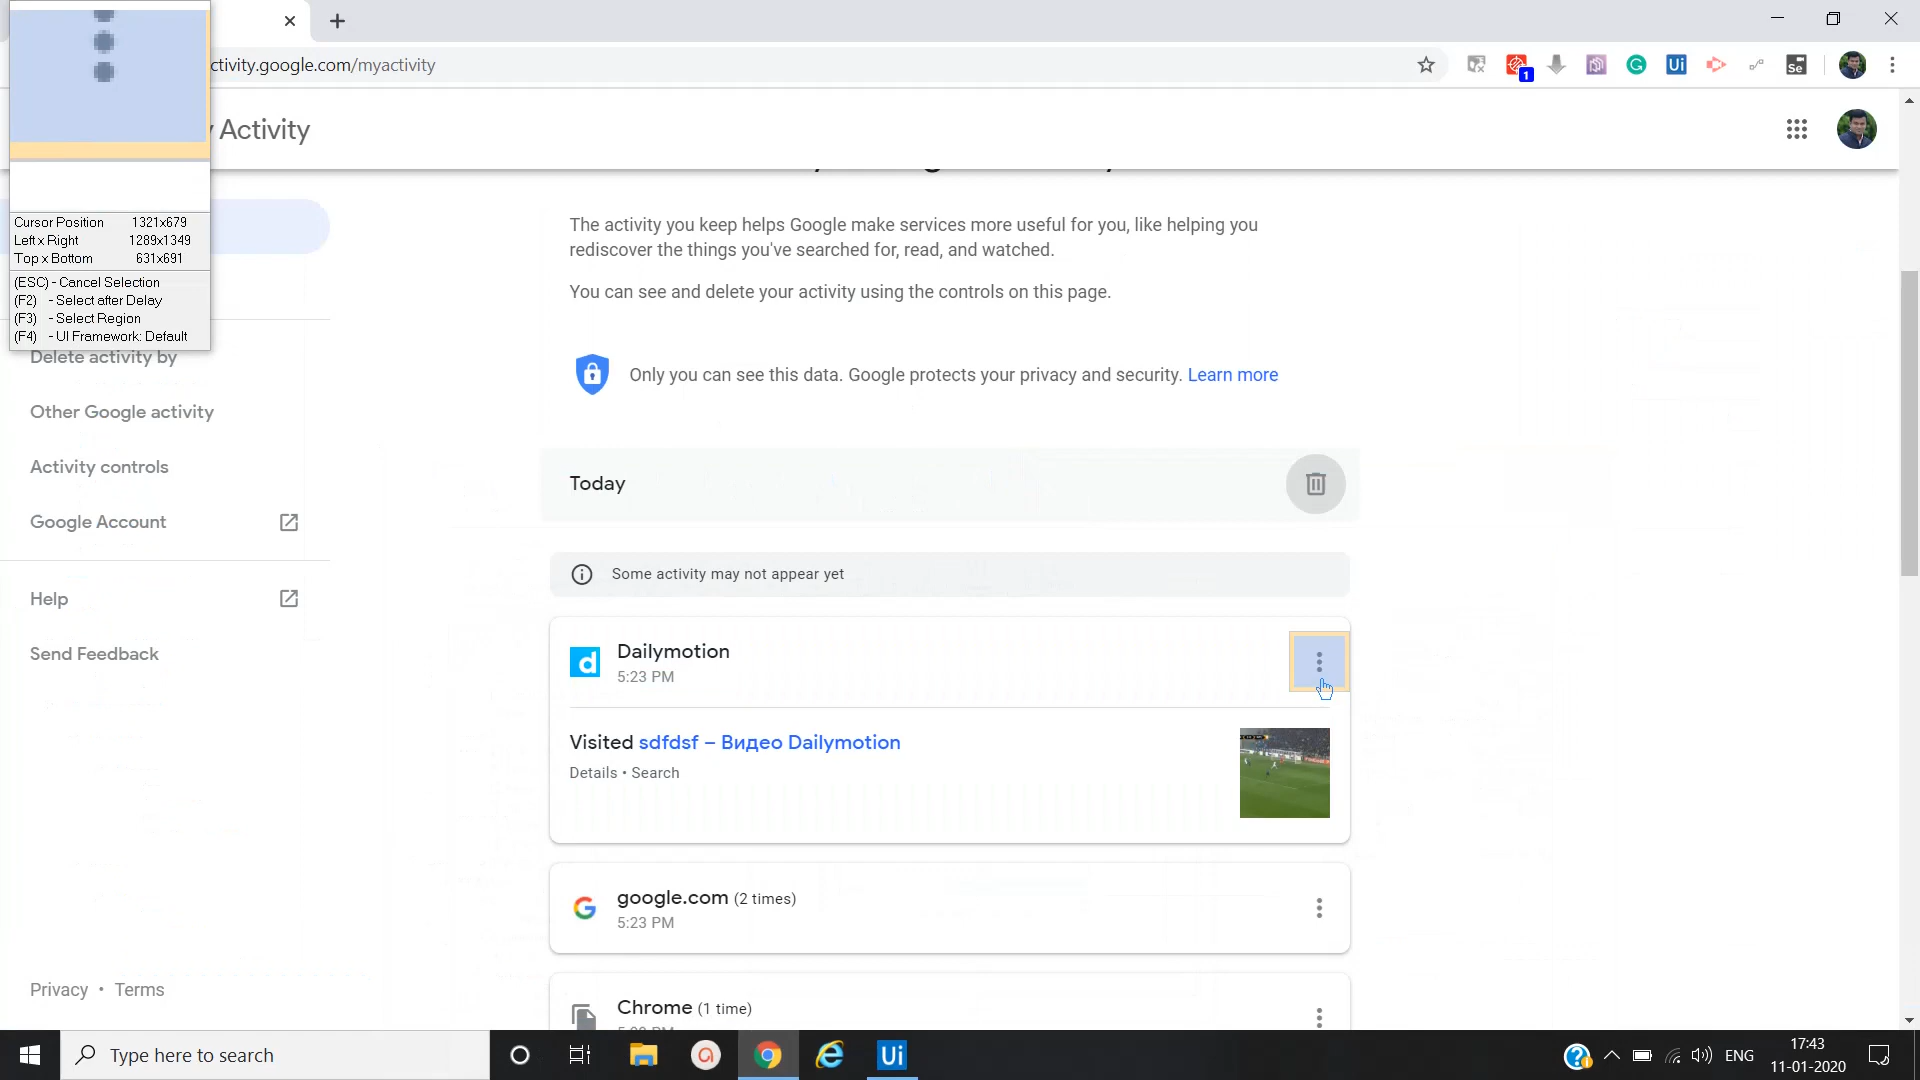 ctivity.google.com/myactivity
1
Ui
Se
Activity
Cursor Position 1321x679
Left x Right 1289x1349
Top x Bottom 631x691
(ESC) - Cancel Selection
(F2) - Select after Delay
(F3) - Select Region
(F4) - UI Framework: Default
Delete activity by
Other Google activity
Activity controls
Google Account
Help
Send Feedback
Privacy • Terms
The activity you keep helps Google make services more useful for you, like helping you
rediscover the things you've searched for, read, and watched.
You can see and delete your activity using the controls on this page.
Only you can see this data. Google protects your privacy and security. Learn more
Today
Some activity may not appear yet
d
Dailymotion
5:23 PM
Visited sdfdsf – Видео Dailymotion
Details • Search
google.com (2 times)
5:23 PM
Chrome (1 time)
Type here to search
Ui
ENG
17:43
11-01-2020